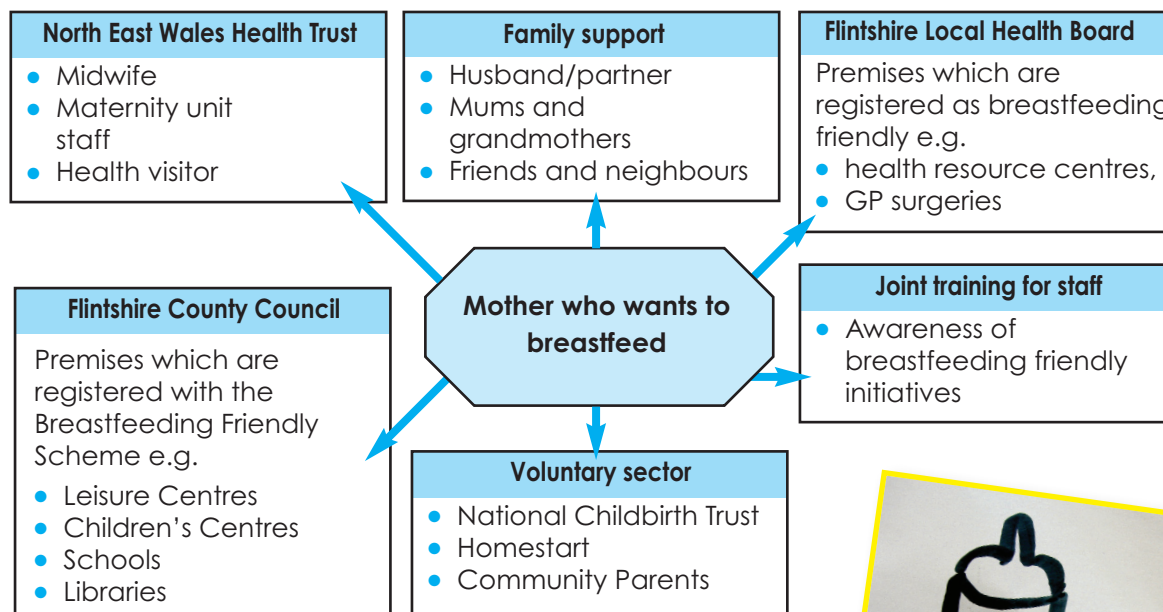 North East Wales Health Trust
• Midwife
• Maternity unit
staff
• Health visitor
Family support
• Husband/partner
• Mums and
grandmothers
• Friends and neighbours
Flintshire Local Health Board
Premises which are
registered as breastfeeding
friendly e.g.
• health resource centres,
• GP surgeries
Mother who wants to
breastfeed
Flintshire County Council
Premises which are
registered with the
Breastfeeding Friendly
Scheme e.g.
• Leisure Centres
• Children’s Centres
• Schools
• Libraries
Joint training for staff
• Awareness of
breastfeeding friendly
initiatives
Voluntary sector
• National Childbirth Trust
• Homestart
• Community Parents